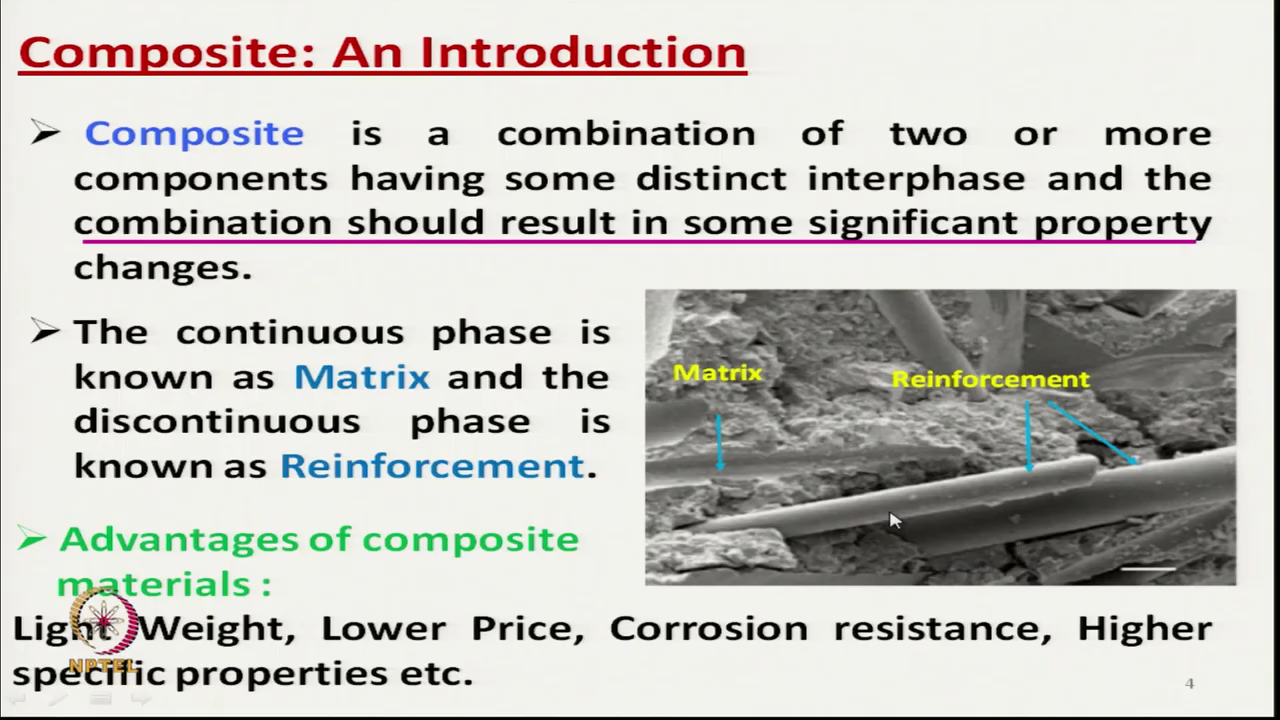 Composite: An Introduction
Composite is a combination of two or more
components having some distinct interphase and the
combination should result in some significant property
changes.
The continuous phase is
known as Matrix and the
discontinuous phase is
known as Reinforcement.
Matrix
Reinforcement
Advantages of composite
materials :
Light Weight, Lower Price, Corrosion resistance, Higher
specific properties etc.
NPTEL
4